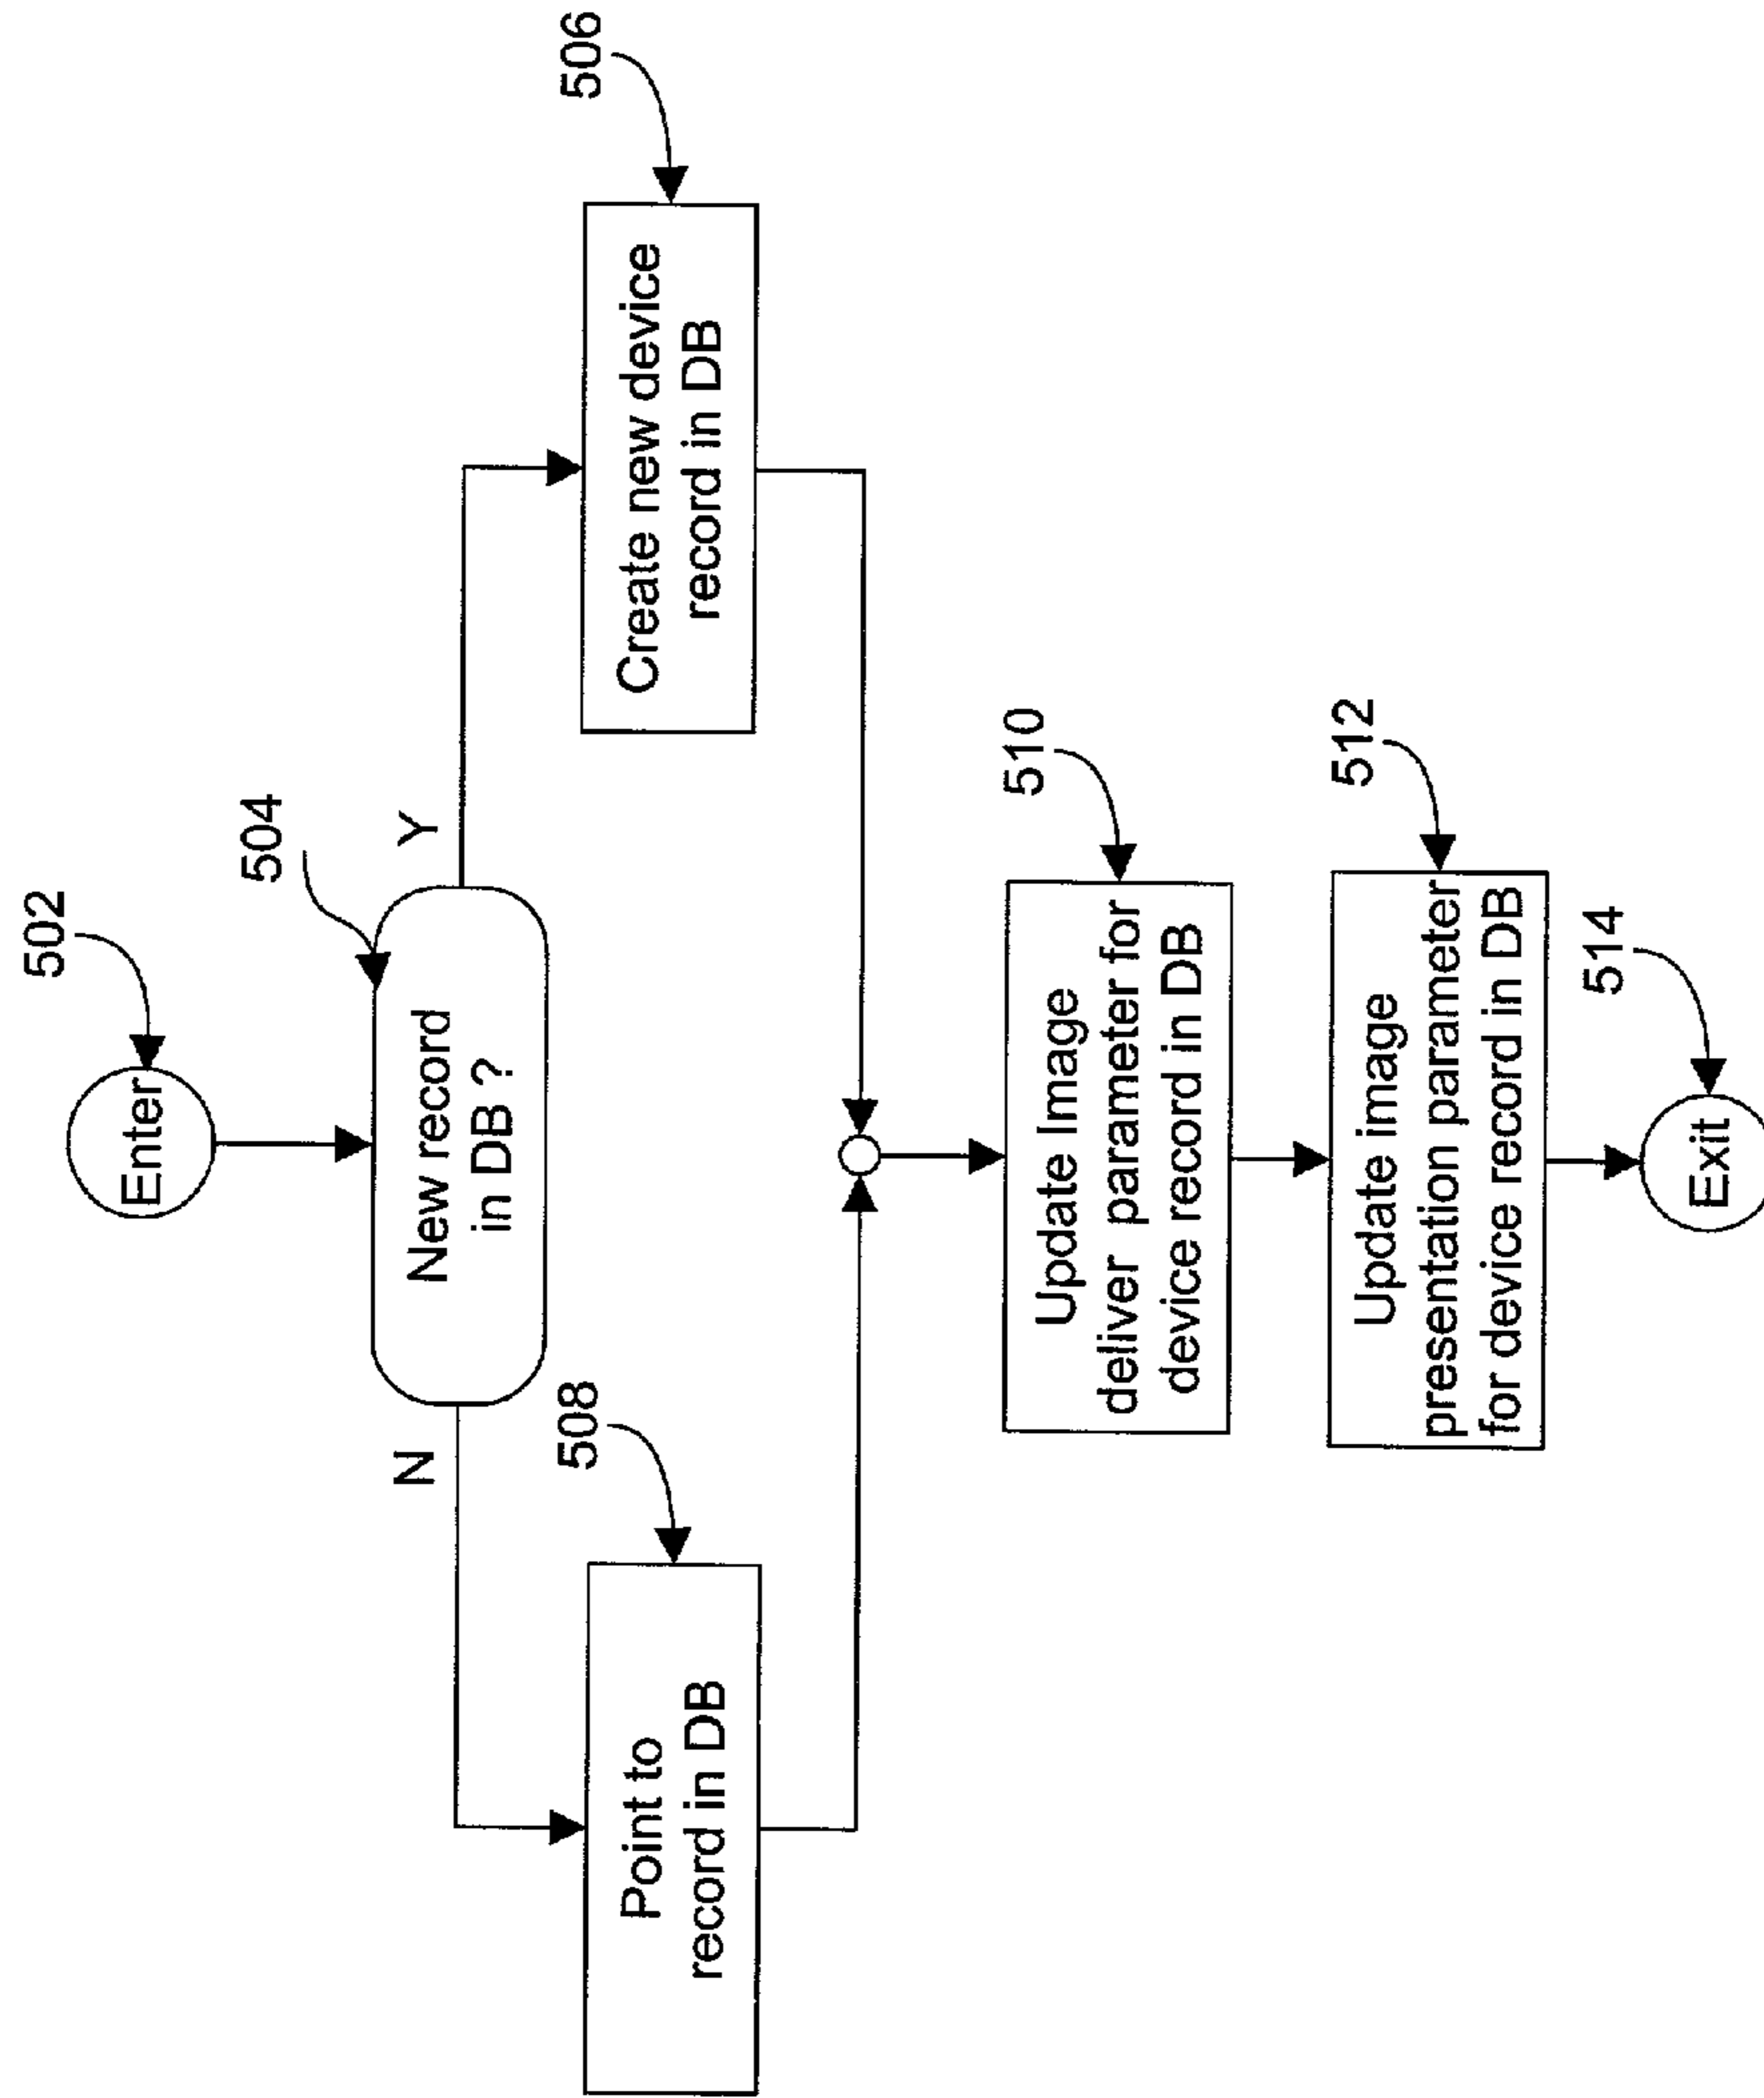 502
Enter
504
New record
in DB ?
N
Y
508
Point to
record in DB
506
Create new device
record in DB
510
Update Image
deliver parameter for
device record in DB
512
Update image
presentation parameter
for device record in DB
514
Exit